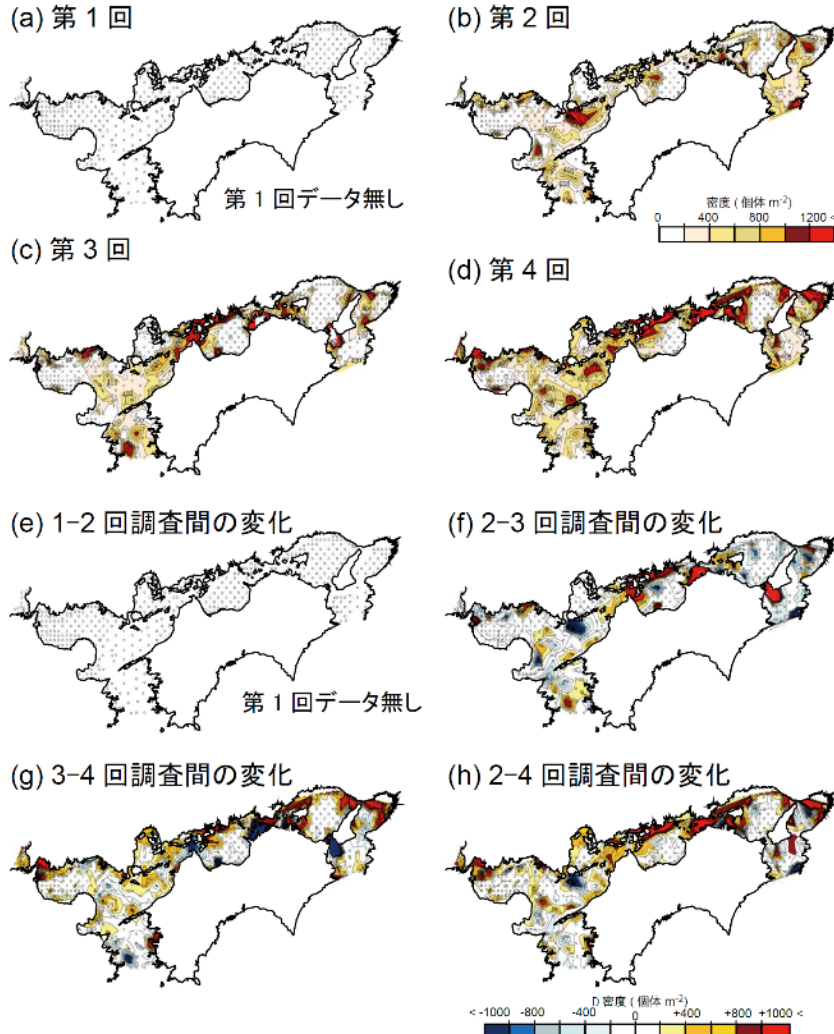 (a) 第 1 回
(b) 第 2 回
第 1 回データ無し
密度 ( 個体 m-2)
0 400 800 1200 <
(c) 第 3 回
(d) 第 4 回
(e) 1-2 回調査間の変化
(f) 2-3 回調査間の変化
第 1 回データ無し
(g) 3-4 回調査間の変化
(h) 2-4 回調査間の変化
D 密度 ( 個体 m-2)
< -1000 -800 -400 0 +400 +800 +1000 <